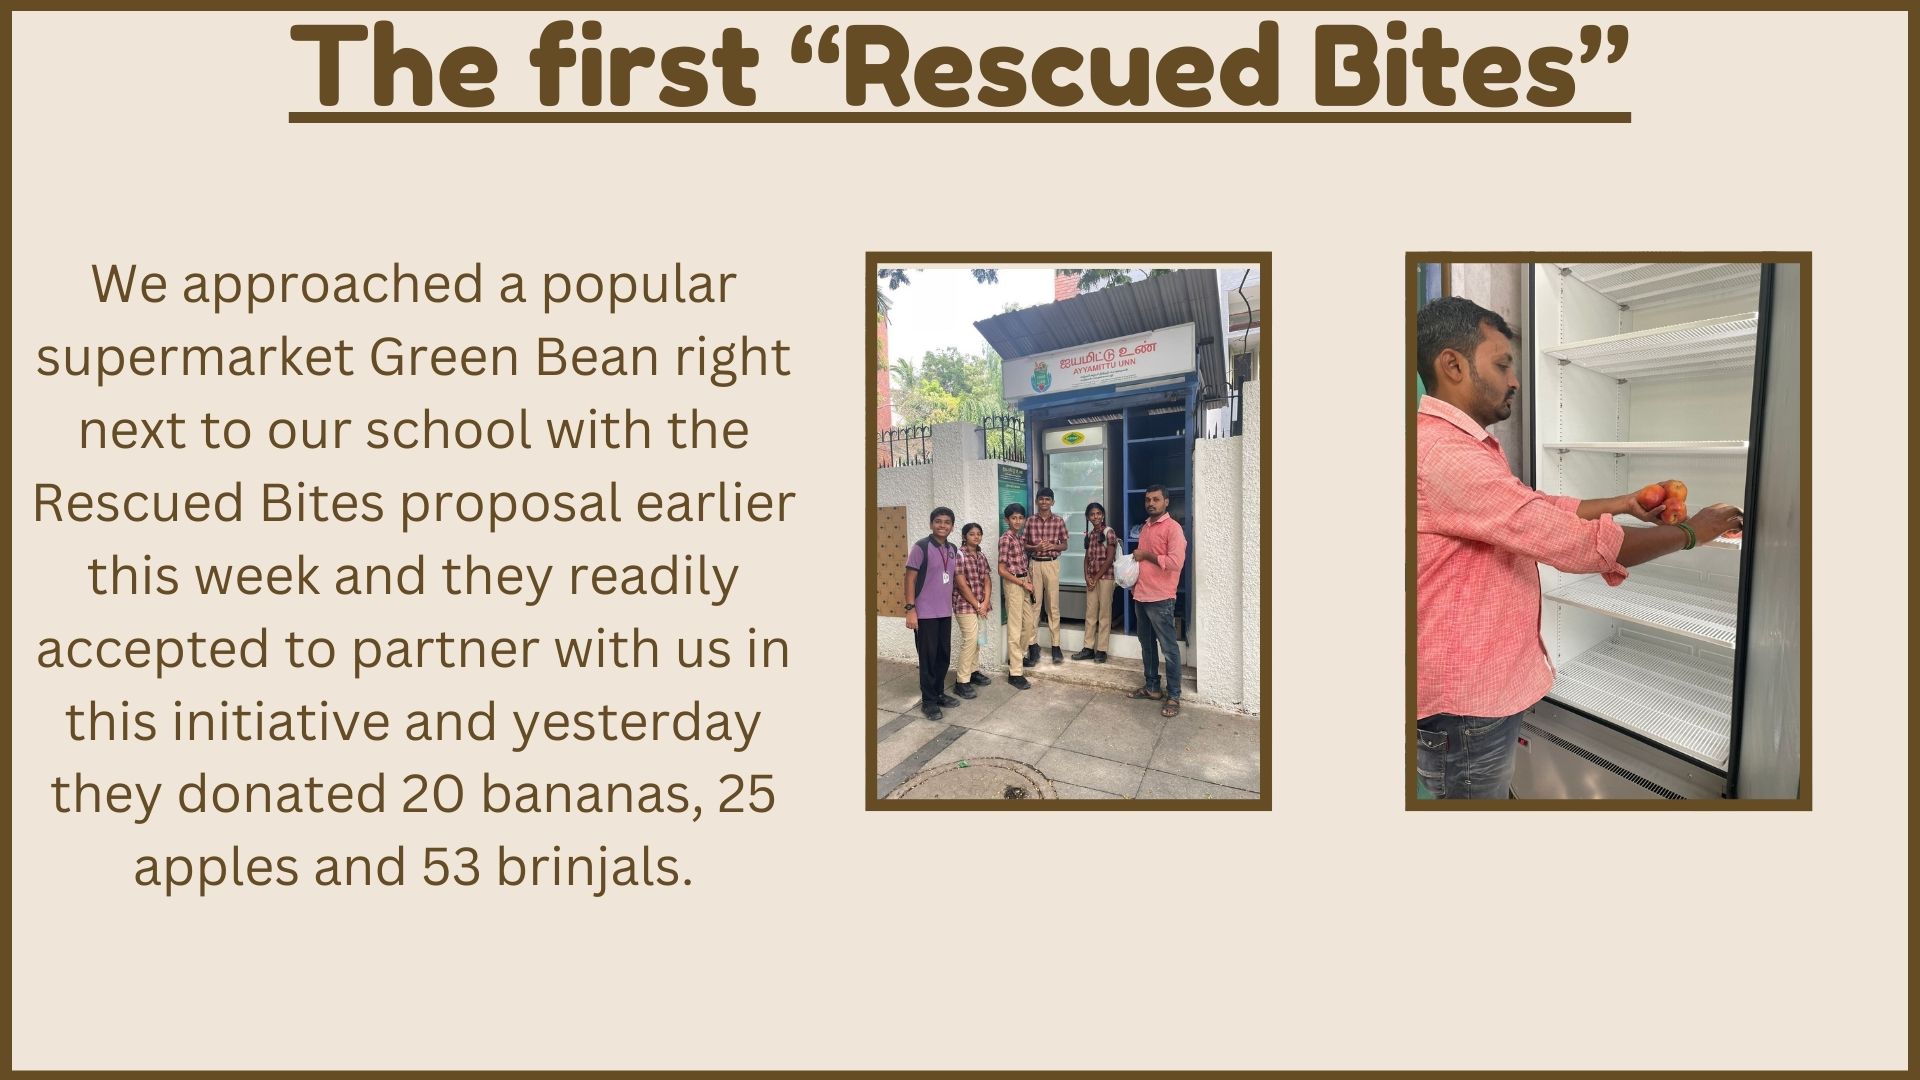 The first “Rescued Bites”
We approached a popular
supermarket Green Bean right
next to our school with the
Rescued Bites proposal earlier
this week and they readily
accepted to partner with us in
this initiative and yesterday
they donated 20 bananas, 25
apples and 53 brinjals.
ஐயமிட்டு உண்
AYYAMITTU UNN